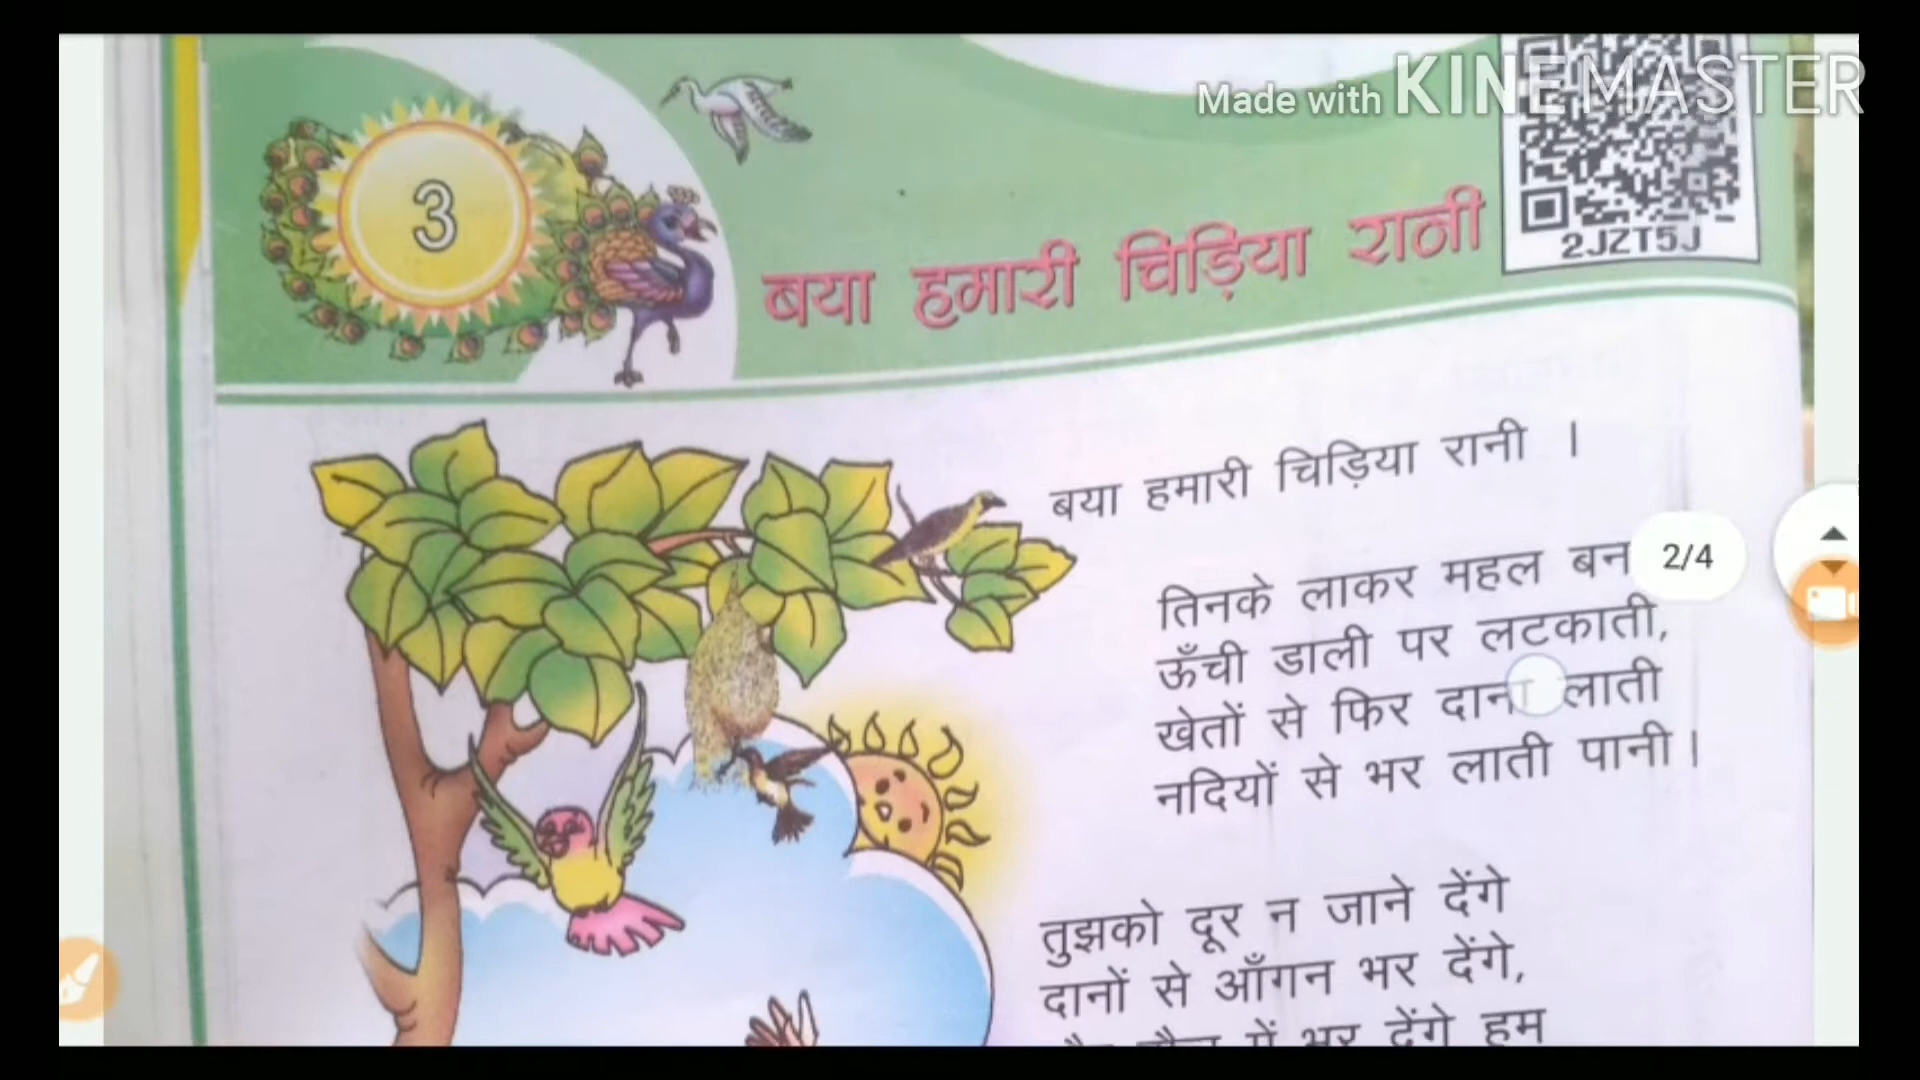 Made with KINEMASTER
3
2JZT5J
बया हमारी चिड़िया रानी
बया हमारी चिड़िया रानी ।
2/4
तिनके लाकर महल बन
ऊँची डाली पर लटकाती,
खेतों से फिर दाना लाती
नदियों से भर लाती पानी।
तुझको दूर न जाने देंगे
दानों से आँगन भर देंगे,
में भर देंगे हम